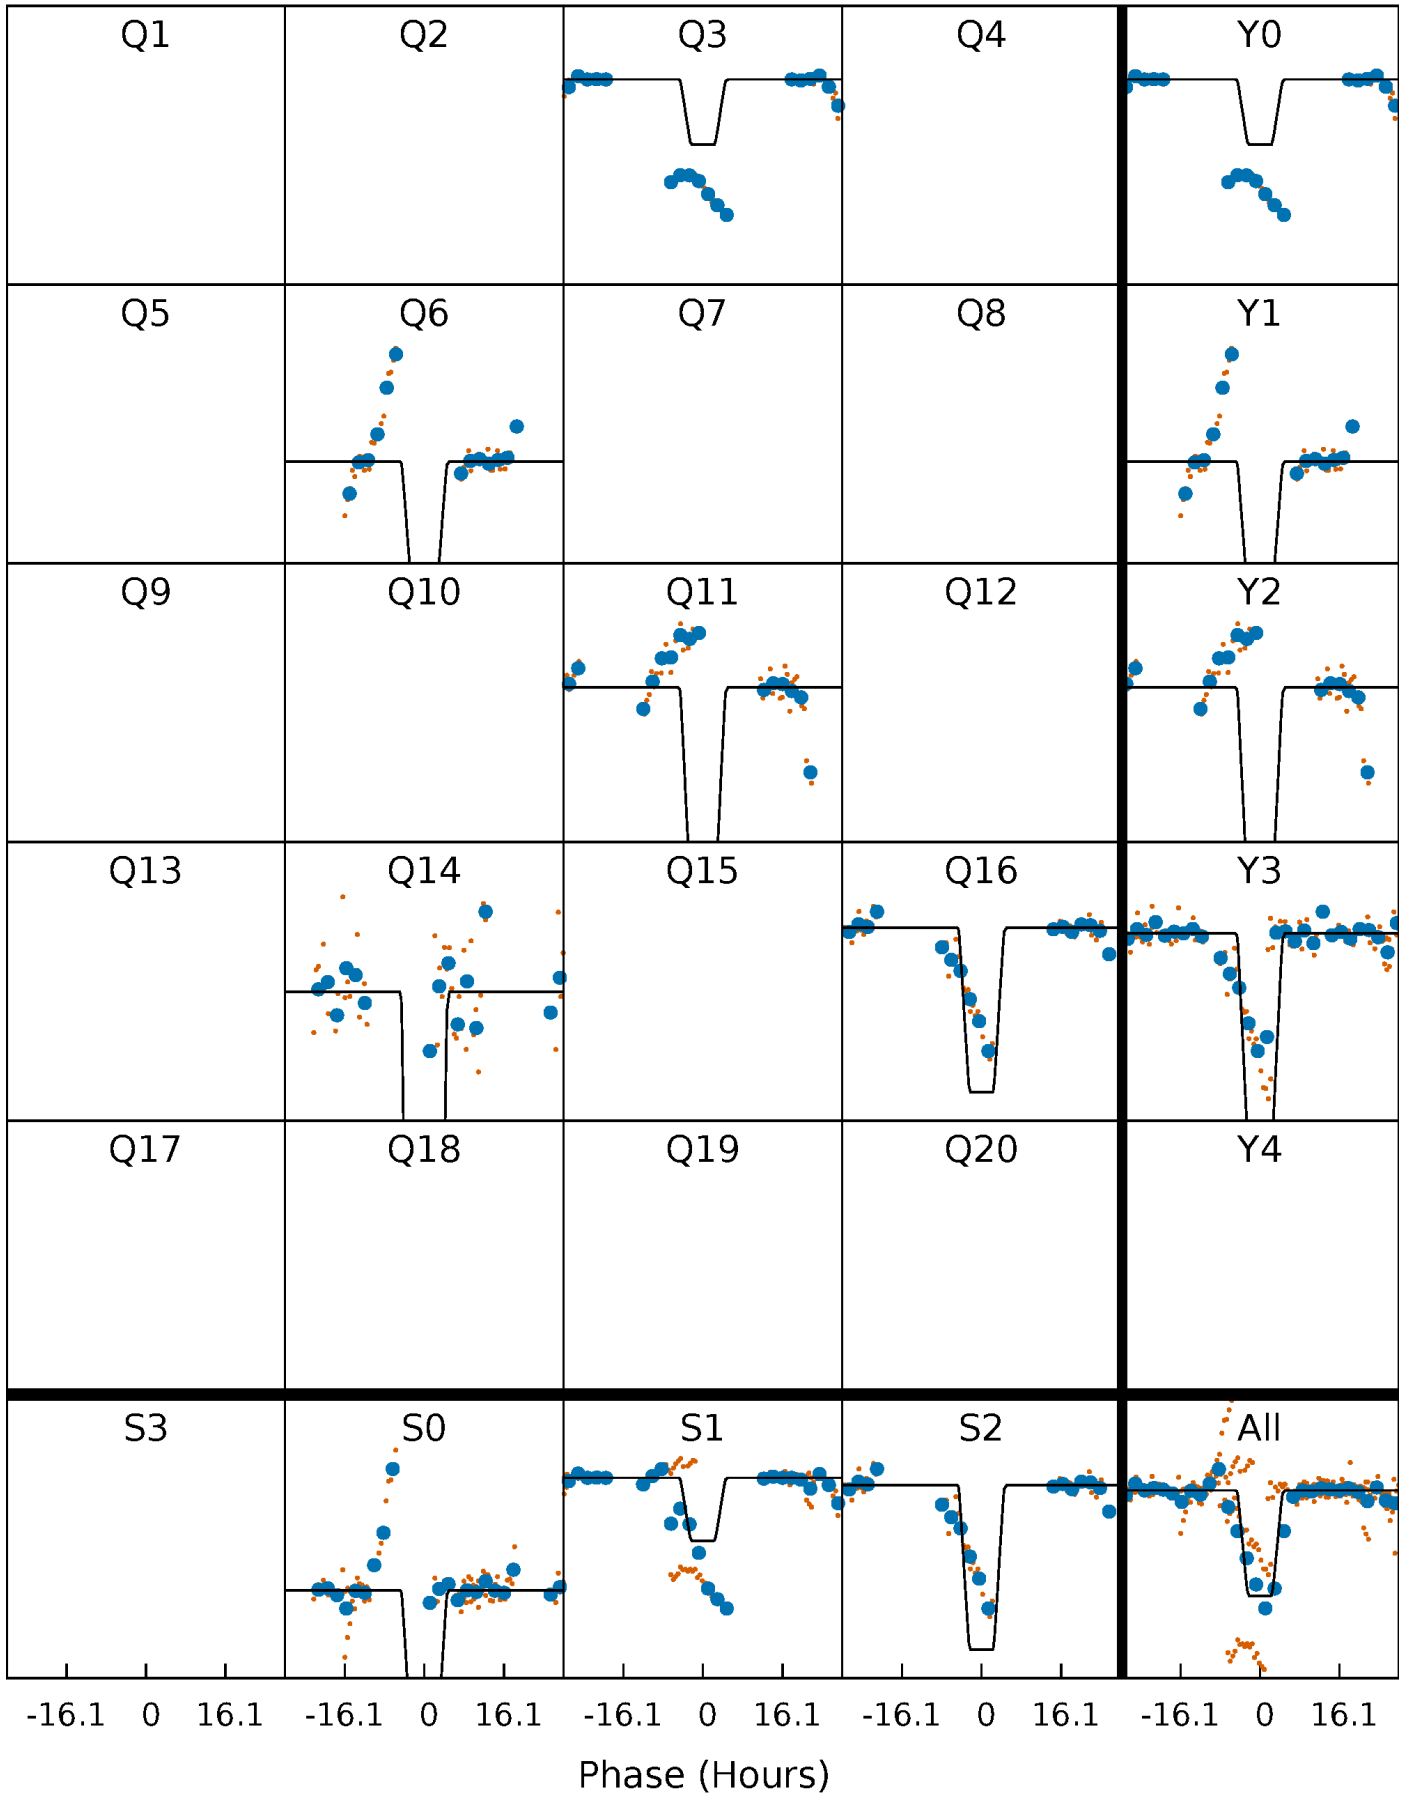 Q1 Q2 Q3 Q4 Y0
Q5 Q6 Q7 Q8 Y1
Q9 Q10 Q11 Q12 Y2
Q13 Q14 Q15 Q16 Y3
Q17 Q18 Q19 Q20 Y4
S3 S0 S1 S2 All
-16.1 0 16.1 -16.1 0 16.1 -16.1 0 16.1 -16.1 0 16.1 -16.1 0 16.1
Phase (Hours)